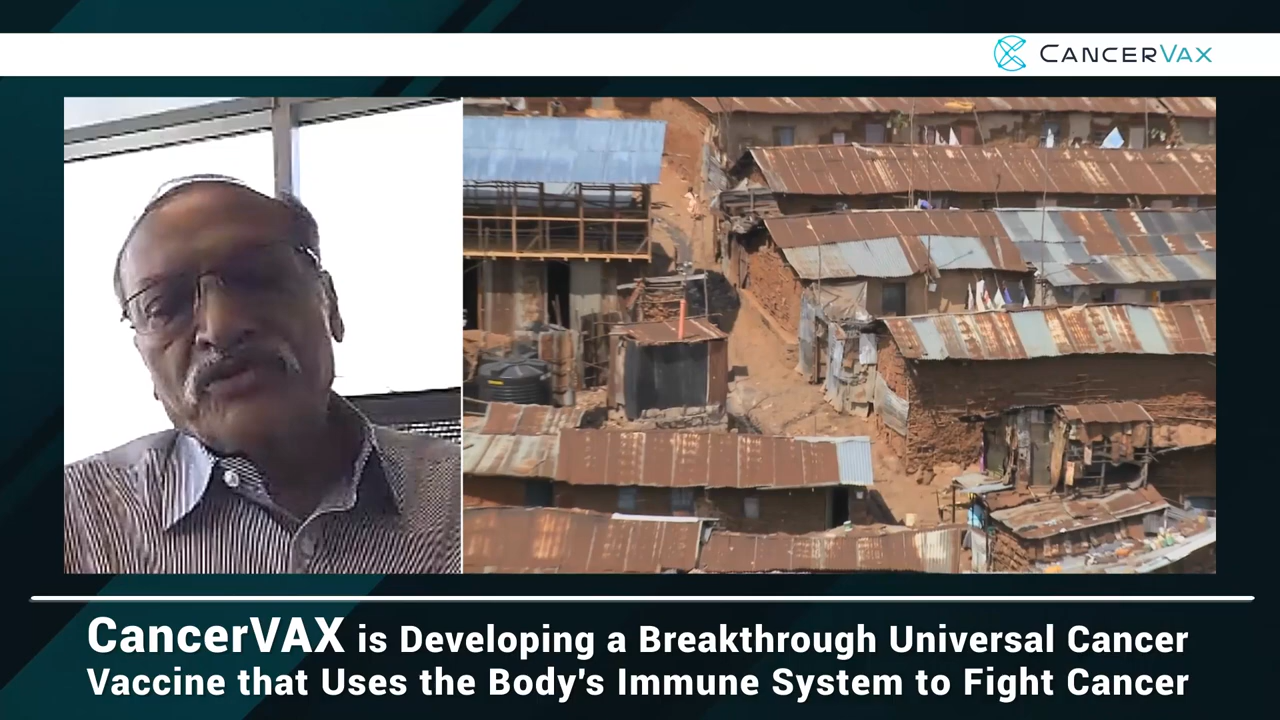 CANCERVAX
CancerVAX is Developing a Breakthrough Universal Cancer
Vaccine that Uses the Body's Immune System to Fight Cancer